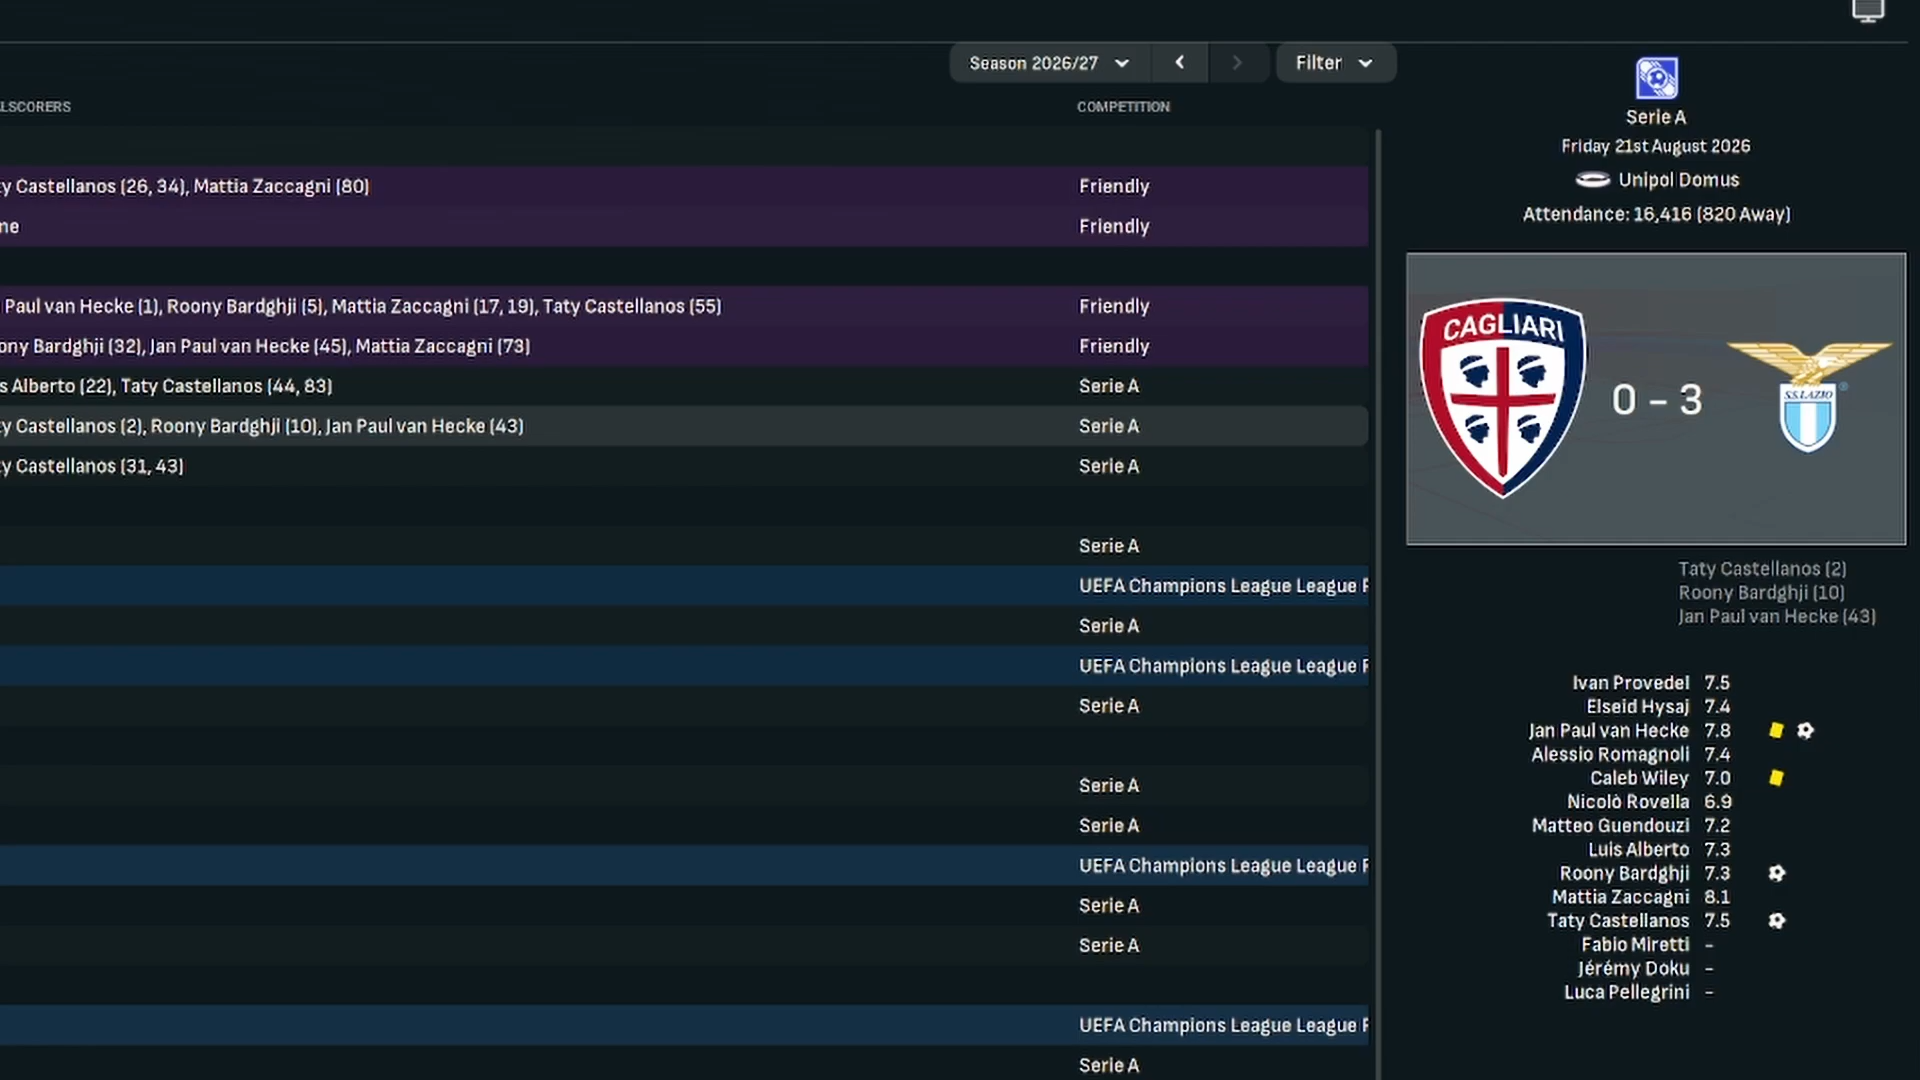 Season 2026/27
Filter
LSCORERS
COMPETITION
y Castellanos (26, 34), Mattia Zaccagni (80) Friendly
ne Friendly
Paul van Hecke (1), Roony Bardghji (5), Mattia Zaccagni (17, 19), Taty Castellanos (55) Friendly
ony Bardghji (32), Jan Paul van Hecke (45), Mattia Zaccagni (73) Friendly
s Alberto (22), Taty Castellanos (44, 83) Serie A
y Castellanos (2), Roony Bardghji (10), Jan Paul van Hecke (43) Serie A
y Castellanos (31, 43) Serie A
Serie A
UEFA Champions League League
Serie A
UEFA Champions League League
Serie A
Serie A
Serie A
UEFA Champions League League
Serie A
Serie A
UEFA Champions League League
Serie A
Serie A
Friday 21st August 2026
Unipol Domus
Attendance: 16,416 (820 Away)
CAGLIARI
0 - 3
S.S.LAZIO
Taty Castellanos (2)
Roony Bardghji (10)
Jan Paul van Hecke (43)
Ivan Provedel 7.5
Elseid Hysaj 7.4
Jan Paul van Hecke 7.8
Alessio Romagnoli 7.4
Caleb Wiley 7.0
Nicolò Rovella 6.9
Matteo Guendouzi 7.2
Luis Alberto 7.3
Roony Bardghji 7.3
Mattia Zaccagni 8.1
Taty Castellanos 7.5
Fabio Miretti -
Jérémy Doku -
Luca Pellegrini -